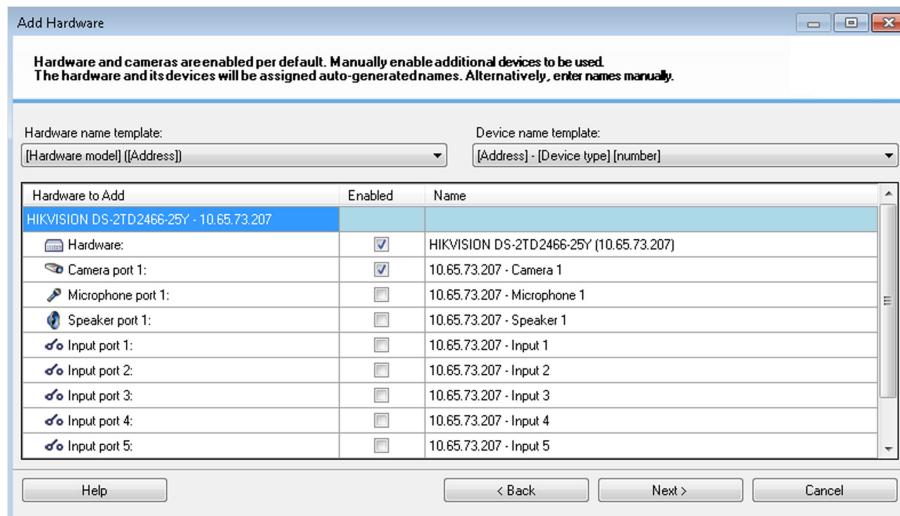 Add Hardware
Hardware and cameras are enabled per default. Manually enable additional devices to be used.
The hardware and its devices will be assigned auto-generated names. Alternatively, enter names manually.
Hardware name template: Device name template:
[Hardware model] ([Address]) [Address] - [Device type] [number]
Hardware to Add Enabled Name
HIKVISION DS-2TD2466-25Y - 10.65.73.207
Hardware: HIKVISION DS-2TD2466-25Y (10.65.73.207)
Camera port 1: 10.65.73.207 - Camera 1
Microphone port 1: 10.65.73.207 - Microphone 1
Speaker port 1: 10.65.73.207 - Speaker 1
Input port 1: 10.65.73.207 - Input 1
Input port 2: 10.65.73.207 - Input 2
Input port 3: 10.65.73.207 - Input 3
Input port 4: 10.65.73.207 - Input 4
Input port 5: 10.65.73.207 - Input 5
Help < Back Next > Cancel